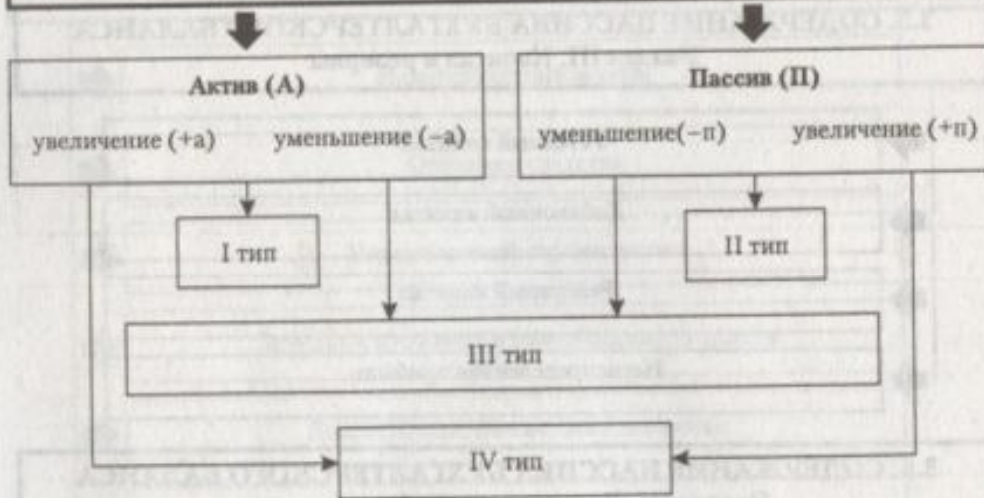 Актив (А)
Пассив (П)
увеличение (+а) уменьшение (−а)
уменьшение(−п) увеличение (+п)
I тип
II тип
III тип
IV тип